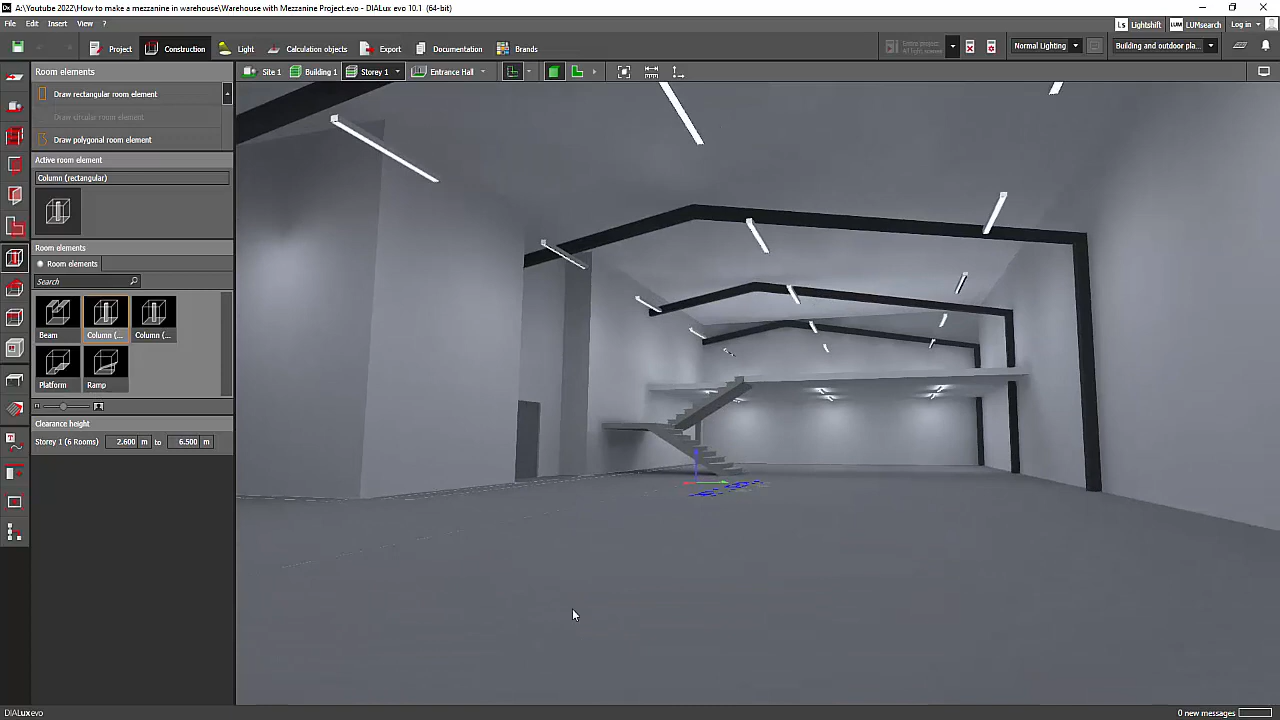 A:\Youtube 2022\How to make a mezzanine in warehouse\Warehouse with Mezzanine Project.evo - DIALux evo 10.1 (64-bit)
File Edit Insert View ?
Ls Lightshift LUM LUMsearch Log in
Project Construction Light Calculation objects Export Documentation Brands
Normal Lighting Building and outdoor pla...
Room elements
Site 1 Building 1 Storey 1 Entrance Hall
Draw rectangular room element
Draw circular room element
Draw polygonal room element
Active room element
Column (rectangular)
Room elements
Room elements
Search
Beam Column (... Column (...
Platform Ramp
Clearance height
Storey 1 (6 Rooms) 2.600 m to 6.500 m
DIALux evo
0 new messages